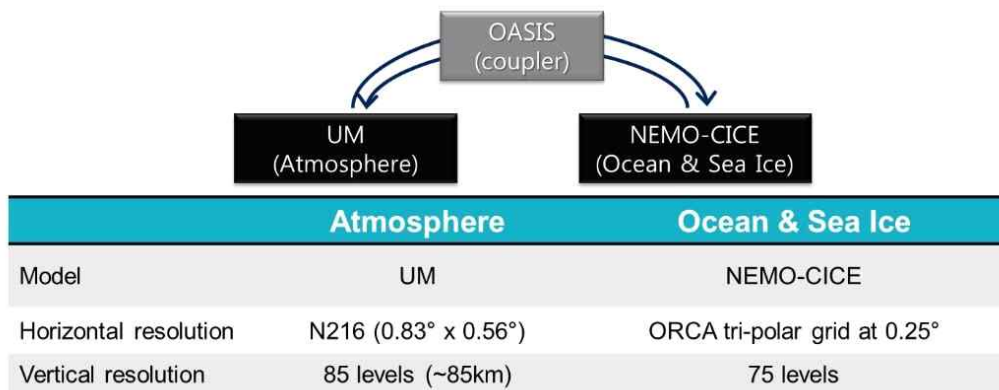 OASIS
(coupler)
UM
(Atmosphere)
NEMO-CICE
(Ocean & Sea Ice)
Atmosphere Ocean & Sea Ice
Model UM NEMO-CICE
Horizontal resolution N216 (0.83° x 0.56°) ORCA tri-polar grid at 0.25°
Vertical resolution 85 levels (~85km) 75 levels